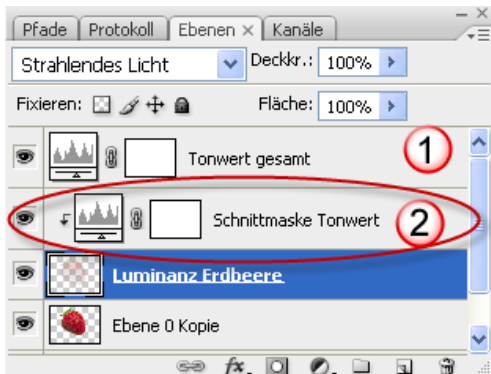 Pfade Protokoll Ebenen × Kanäle
Strahlendes Licht Deckkr.: 100%
Fixieren: Fläche: 100%
Tonwert gesamt 1
Schnittmaske Tonwert 2
Luminanz Erdbeere
Ebene 0 Kopie
fx.